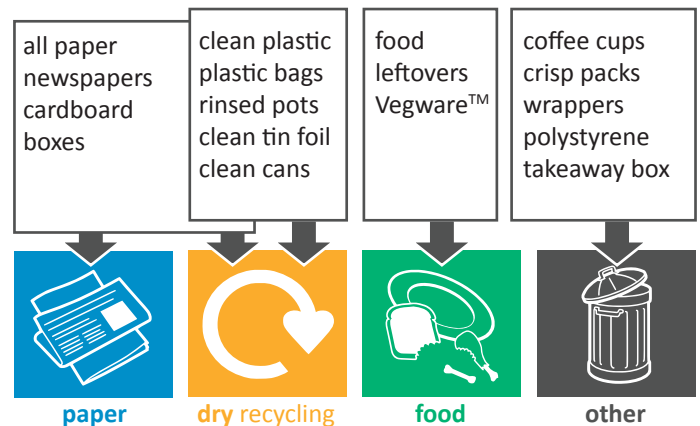 all paper
newspapers
cardboard
boxes
clean plastic
plastic bags
rinsed pots
clean tin foil
clean cans
food
leftovers
Vegware™
coffee cups
crisp packs
wrappers
polystyrene
takeaway box
paper
dry recycling
food
other